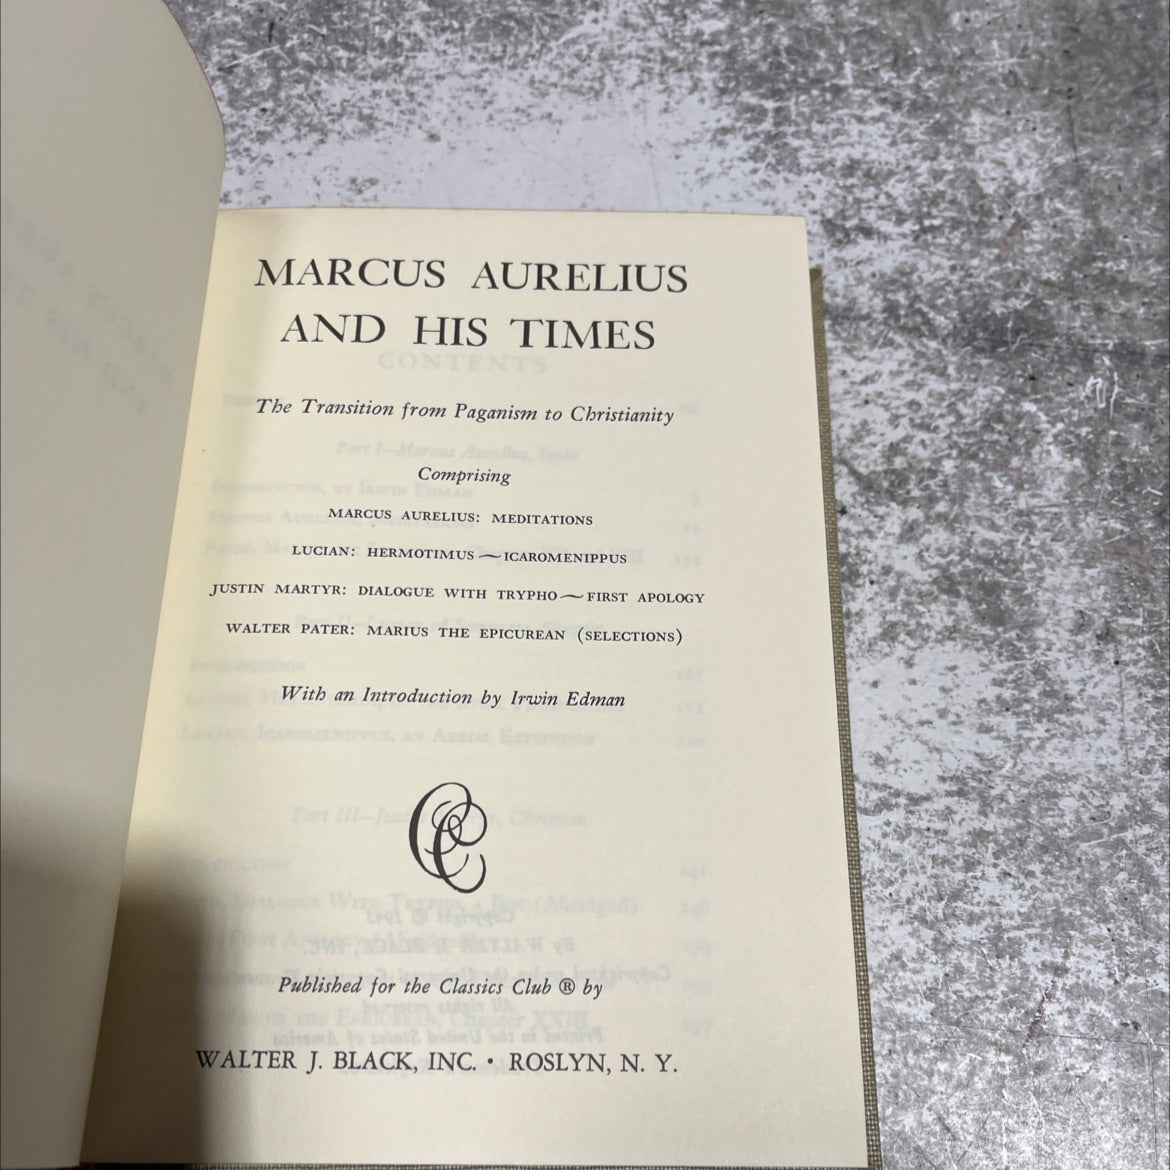 MARCUS AURELIUS
AND HIS TIMES
The Transition from Paganism to Christianity
Comprising
MARCUS AURELIUS: MEDITATIONS
LUCIAN: HERMOTIMUS~ICAROMENIPPUS
JUSTIN MARTYR: DIALOGUE WITH TRYPHO~FIRST APOLOGY
WALTER PATER: MARIUS THE EPICUREAN (SELECTIONS)
With an Introduction by Irwin Edman
CC
Published for the Classics Club ® by
WALTER J. BLACK, INC. • ROSLYN, N. Y.